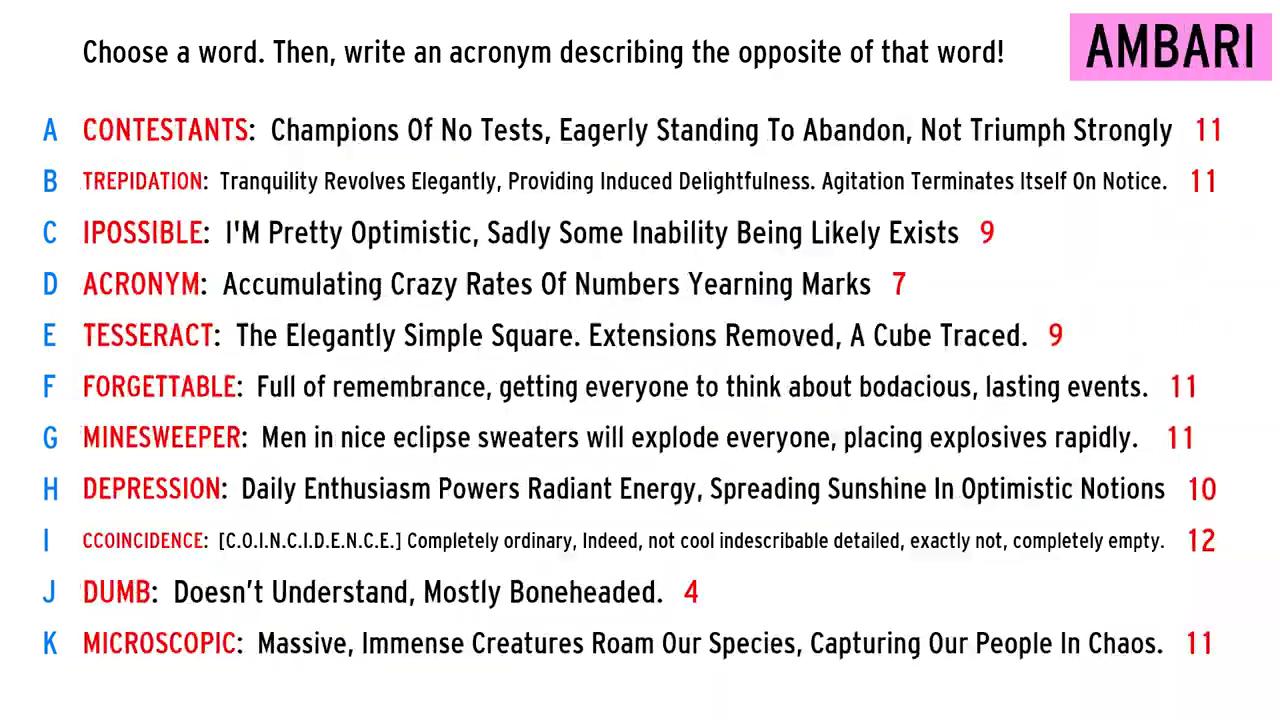 Choose a word. Then, write an acronym describing the opposite of that word!
AMBARI
A CONTESTANTS: Champions Of No Tests, Eagerly Standing To Abandon, Not Triumph Strongly 11
B TREPIDATION: Tranquility Revolves Elegantly, Providing Induced Delightfulness. Agitation Terminates Itself On Notice. 11
C IPOSSIBLE: I'M Pretty Optimistic, Sadly Some Inability Being Likely Exists 9
D ACRONYM: Accumulating Crazy Rates Of Numbers Yearning Marks 7
E TESSERACT: The Elegantly Simple Square. Extensions Removed, A Cube Traced. 9
F FORGETTABLE: Full of remembrance, getting everyone to think about bodacious, lasting events. 11
G MINESWEEPER: Men in nice eclipse sweaters will explode everyone, placing explosives rapidly. 11
H DEPRESSION: Daily Enthusiasm Powers Radiant Energy, Spreading Sunshine In Optimistic Notions 10
I CCOINCIDENCE: [C.O.I.N.C.I.D.E.N.C.E.] Completely ordinary, Indeed, not cool indescribable detailed, exactly not, completely empty. 12
J DUMB: Doesn’t Understand, Mostly Boneheaded. 4
K MICROSCOPIC: Massive, Immense Creatures Roam Our Species, Capturing Our People In Chaos. 11